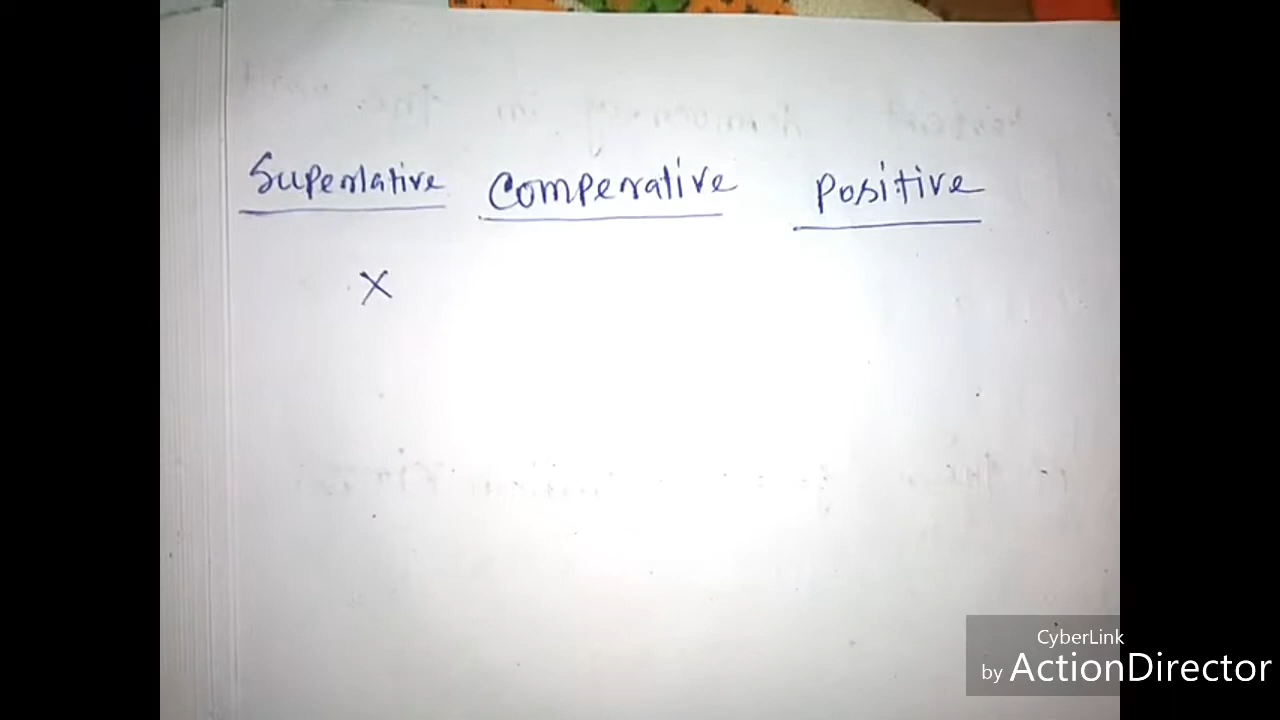 Superlative Comperative Positive
X
CyberLink
by ActionDirector